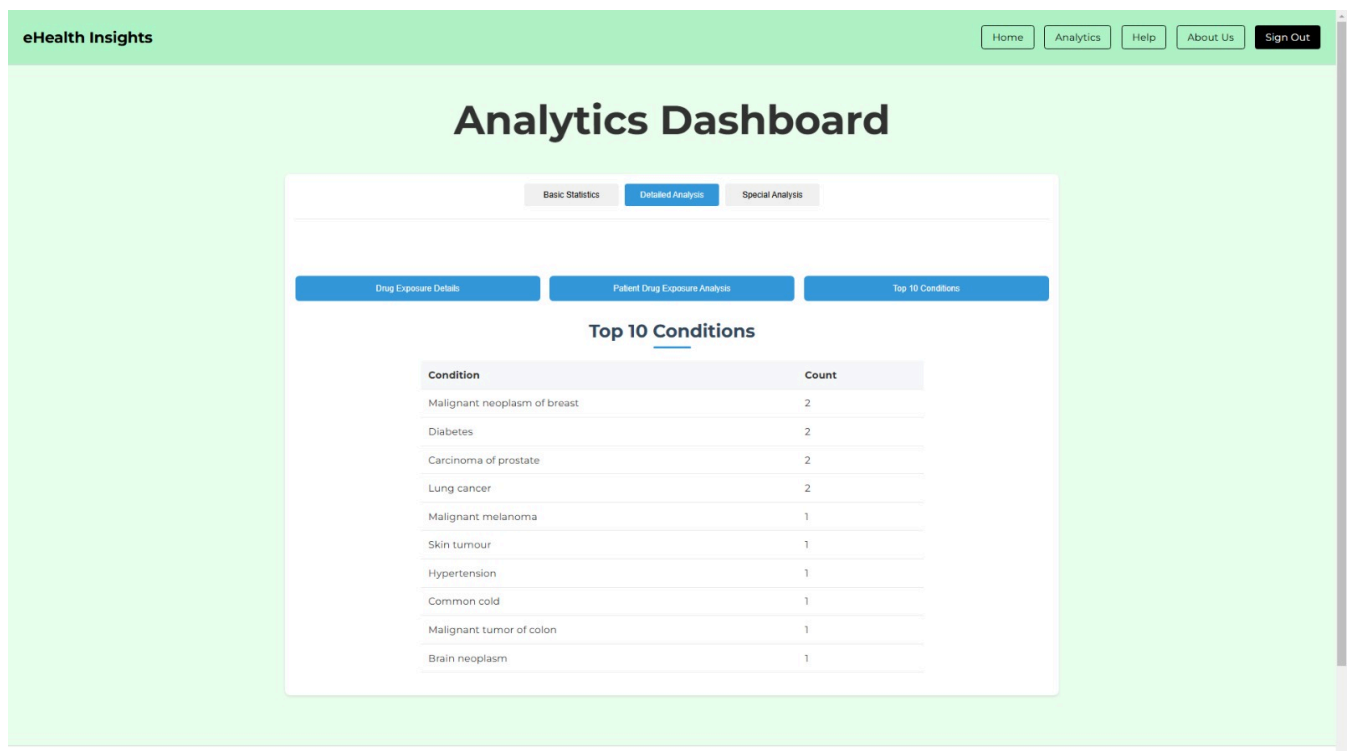 eHealth Insights Home Analytics Help About Us Sign Out
Analytics Dashboard
Basic Statistics Detailed Analysis Special Analysis
Drug Exposure Details Patient Drug Exposure Analysis Top 10 Conditions
Top 10 Conditions
Condition Count
Malignant neoplasm of breast 2
Diabetes 2
Carcinoma of prostate 2
Lung cancer 2
Malignant melanoma 1
Skin tumour 1
Hypertension 1
Common cold 1
Malignant tumor of colon 1
Brain neoplasm 1